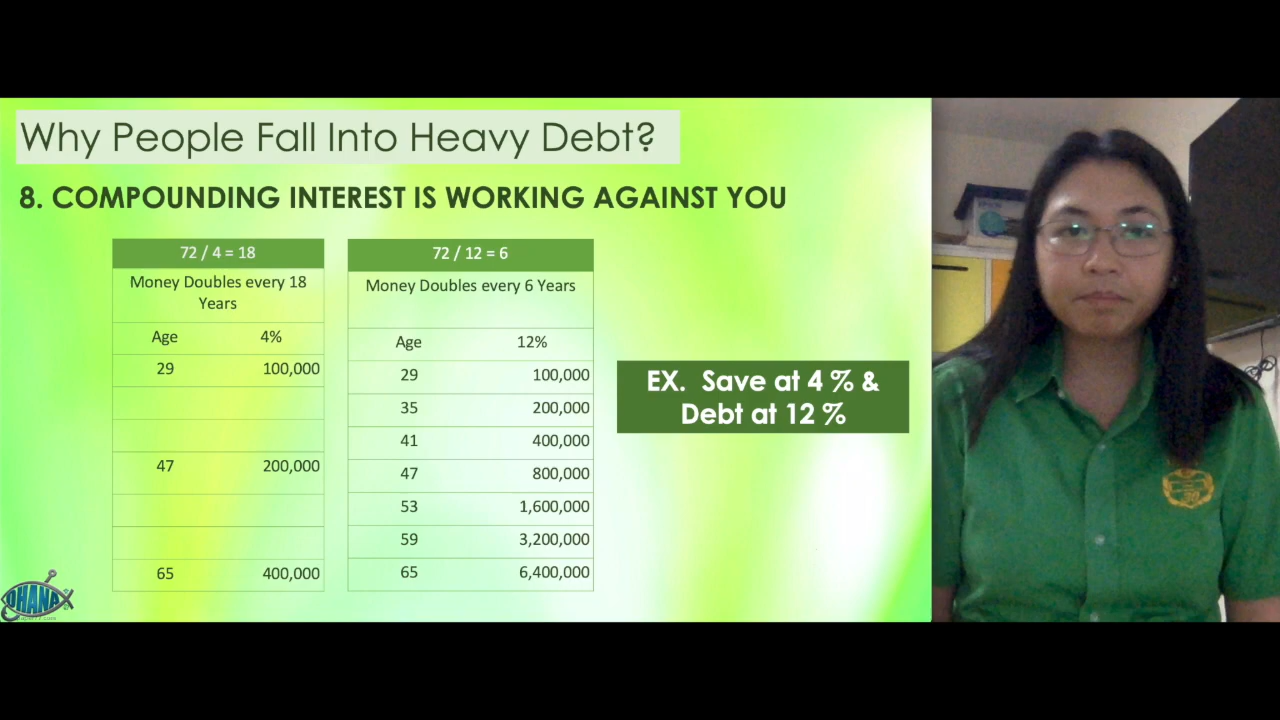 Why People Fall Into Heavy Debt?
8. COMPOUNDING INTEREST IS WORKING AGAINST YOU
72 / 4 = 18
Money Doubles every 18
Years
Age 4%
29 100,000
47 200,000
65 400,000
72 / 12 = 6
Money Doubles every 6 Years
Age 12%
29 100,000
35 200,000
41 400,000
47 800,000
53 1,600,000
59 3,200,000
65 6,400,000
EX. Save at 4 % &
Debt at 12 %
OHANA